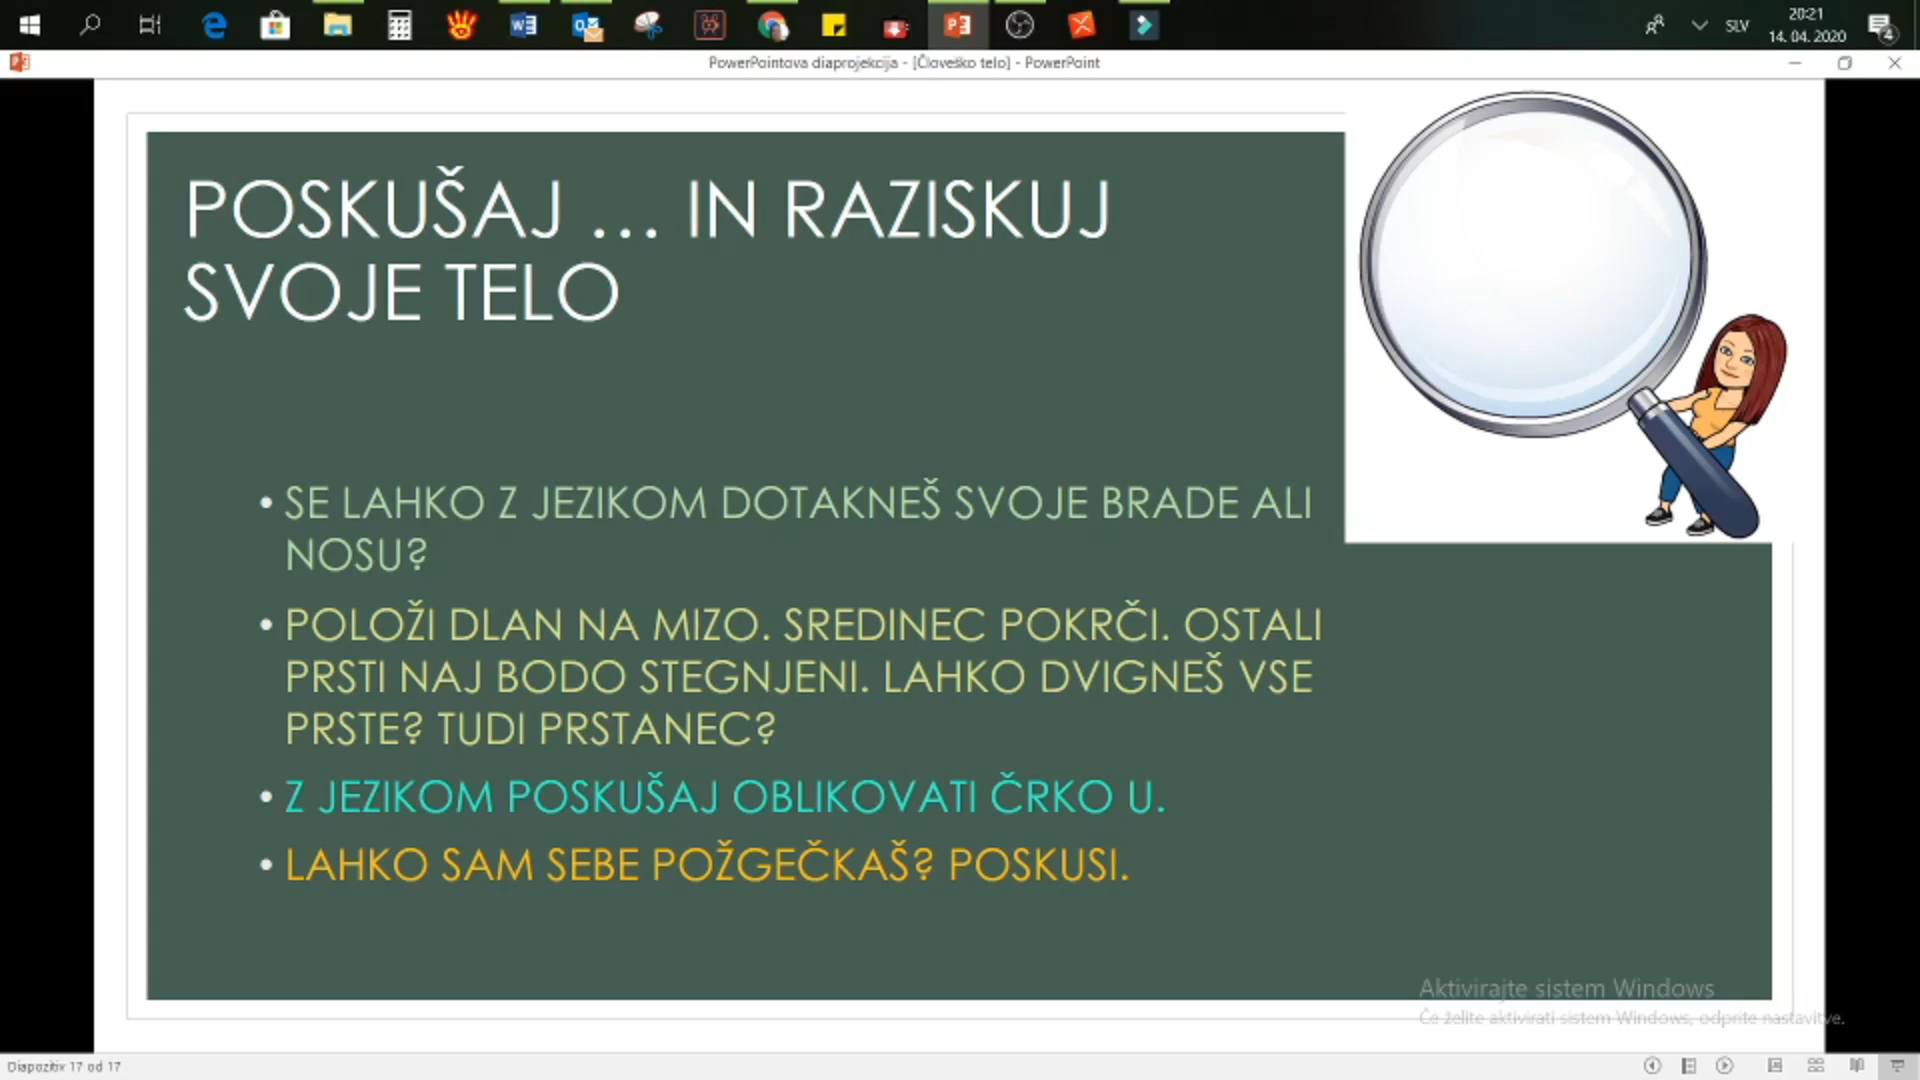 20:21
SLV
14. 04. 2020
4
PowerPointova diaprojekcija - [Človeško telo] - PowerPoint
POSKUŠAJ ... IN RAZISKUJ
SVOJE TELO
• SE LAHKO Z JEZIKOM DOTAKNEŠ SVOJE BRADE ALI
NOSU?
• POLOŽI DLAN NA MIZO. SREDINEC POKRČI. OSTALI
PRSTI NAJ BODO STEGNJENI. LAHKO DVIGNEŠ VSE
PRSTE? TUDI PRSTANEC?
• Z JEZIKOM POSKUŠAJ OBLIKOVATI ČRKO U.
• LAHKO SAM SEBE POŽGEČKAŠ? POSKUSI.
Aktivirajte sistem Windows
Če želite aktivirati sistem Windows, odprite nastavitve.
Diapozitiv 17 od 17